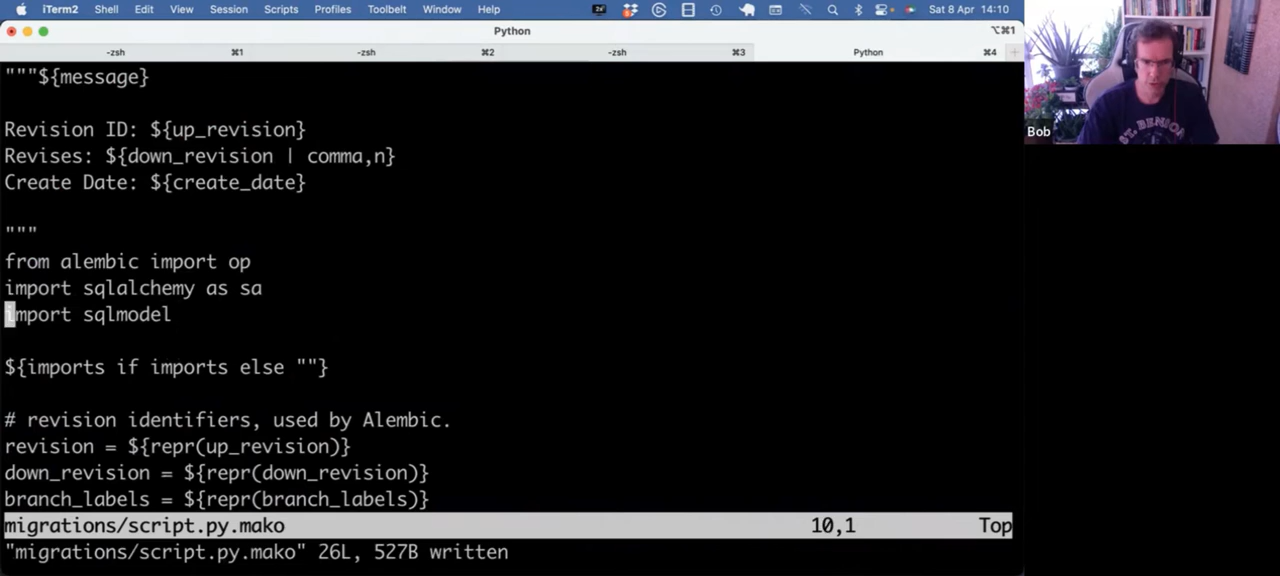 iTerm2 Shell Edit View Session Scripts Profiles Toolbelt Window Help Sat 8 Apr 14:10
Python ⌥⌘1
-zsh ⌘1 -zsh ⌘2 -zsh ⌘3 Python ⌘4
"""${message}
Revision ID: ${up_revision}
Revises: ${down_revision | comma,n}
Create Date: ${create_date}
"""
from alembic import op
import sqlalchemy as sa
import sqlmodel
${imports if imports else ""}
# revision identifiers, used by Alembic.
revision = ${repr(up_revision)}
down_revision = ${repr(down_revision)}
branch_labels = ${repr(branch_labels)}
migrations/script.py.mako 10,1 Top
"migrations/script.py.mako" 26L, 527B written
Bob
ST. BENSON